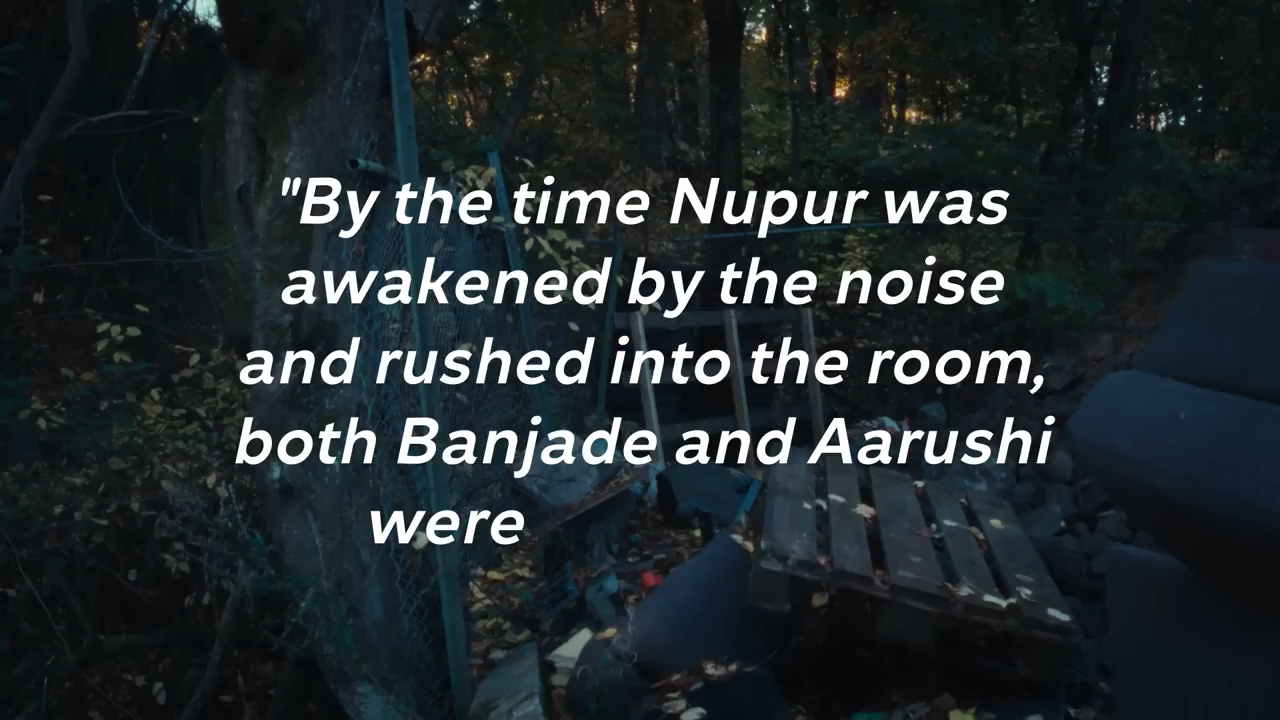 "By the time Nupur was
awakened by the noise
and rushed into the room,
both Banjade and Aarushi
were